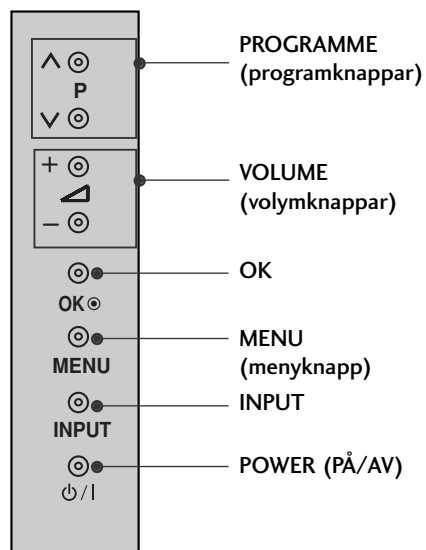 PROGRAMME
(programknappar)
P
VOLUME
(volymknappar)
+
−
OK
OK
MENU
(menyknapp)
MENU
INPUT
INPUT
POWER (PÅ/AV)
⏻/I